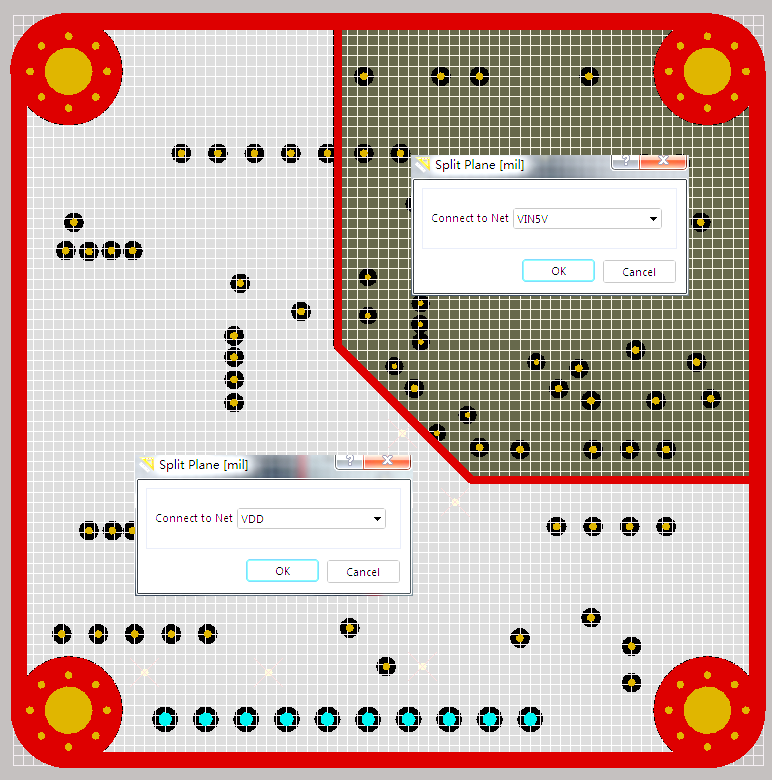 Split Plane [mil]
Connect to Net VIN5V
OK Cancel
Split Plane [mil]
Connect to Net VDD
OK Cancel